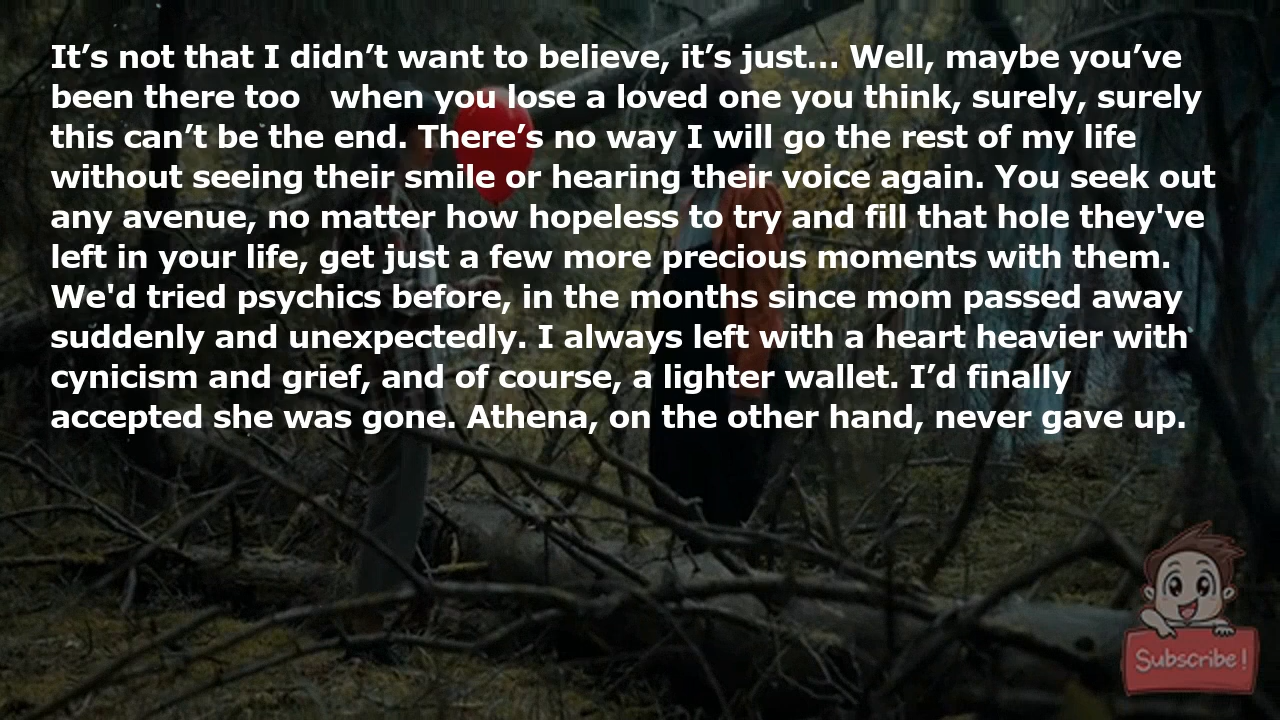 It’s not that I didn’t want to believe, it’s just... Well, maybe you’ve
been there too   when you lose a loved one you think, surely, surely
this can’t be the end. There’s no way I will go the rest of my life
without seeing their smile or hearing their voice again. You seek out
any avenue, no matter how hopeless to try and fill that hole they've
left in your life, get just a few more precious moments with them.
We'd tried psychics before, in the months since mom passed away
suddenly and unexpectedly. I always left with a heart heavier with
cynicism and grief, and of course, a lighter wallet. I’d finally
accepted she was gone. Athena, on the other hand, never gave up.
Subscribe!